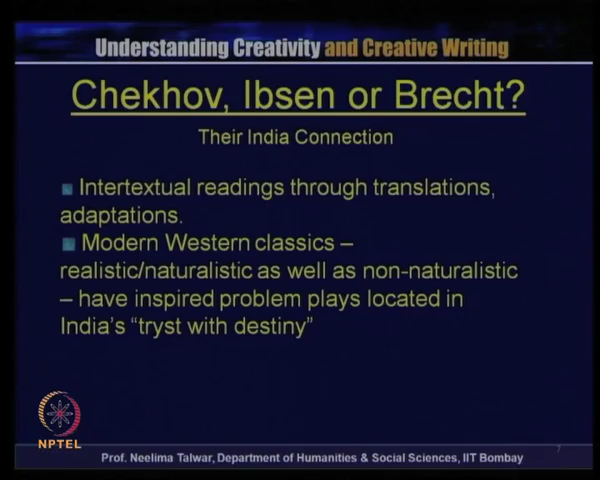 Understanding Creativity and Creative Writing
Chekhov, Ibsen or Brecht?
Their India Connection
Intertextual readings through translations,
adaptations.
Modern Western classics –
realistic/naturalistic as well as non-naturalistic
– have inspired problem plays located in
India's “tryst with destiny”
NPTEL
Prof. Neelima Talwar, Department of Humanities & Social Sciences, IIT Bombay
7